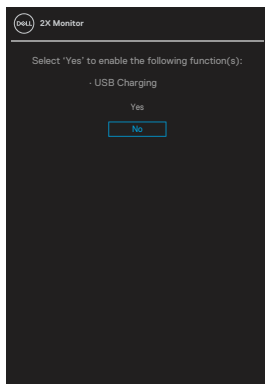 DELL
2X Monitor
Select ‘Yes’ to enable the following function(s):
- USB Charging
Yes
No